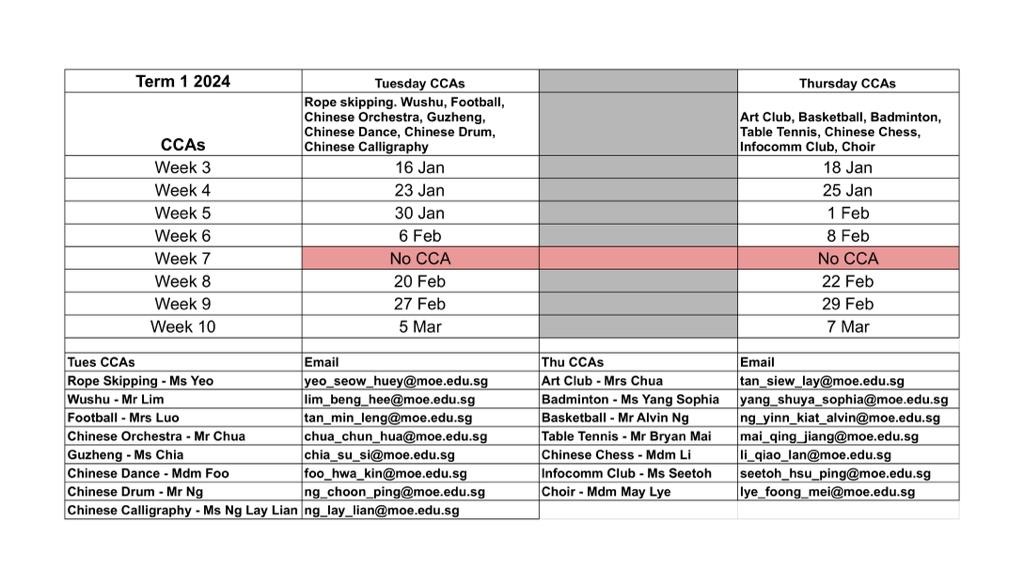 Term 1 2024 Tuesday CCAs Thursday CCAs
CCAs
Rope skipping. Wushu, Football,
Chinese Orchestra, Guzheng,
Chinese Dance, Chinese Drum,
Chinese Calligraphy
Art Club, Basketball, Badminton,
Table Tennis, Chinese Chess,
Infocomm Club, Choir
Week 3 16 Jan 18 Jan
Week 4 23 Jan 25 Jan
Week 5 30 Jan 1 Feb
Week 6 6 Feb 8 Feb
Week 7 No CCA No CCA
Week 8 20 Feb 22 Feb
Week 9 27 Feb 29 Feb
Week 10 5 Mar 7 Mar
Tues CCAs Email Thu CCAs Email
Rope Skipping - Ms Yeo yeo_seow_huey@moe.edu.sg Art Club - Mrs Chua tan_siew_lay@moe.edu.sg
Wushu - Mr Lim lim_beng_hee@moe.edu.sg Badminton - Ms Yang Sophia yang_shuya_sophia@moe.edu.sg
Football - Mrs Luo tan_min_leng@moe.edu.sg Basketball - Mr Alvin Ng ng_yinn_kiat_alvin@moe.edu.sg
Chinese Orchestra - Mr Chua chua_chun_hua@moe.edu.sg Table Tennis - Mr Bryan Mai mai_qing_jiang@moe.edu.sg
Guzheng - Ms Chia chia_su_si@moe.edu.sg Chinese Chess - Mdm Li li_qiao_lan@moe.edu.sg
Chinese Dance - Mdm Foo foo_hwa_kin@moe.edu.sg Infocomm Club - Ms Seetoh seetoh_hsu_ping@moe.edu.sg
Chinese Drum - Mr Ng ng_choon_ping@moe.edu.sg Choir - Mdm May Lye lye_foong_mei@moe.edu.sg
Chinese Calligraphy - Ms Ng Lay Lian ng_lay_lian@moe.edu.sg